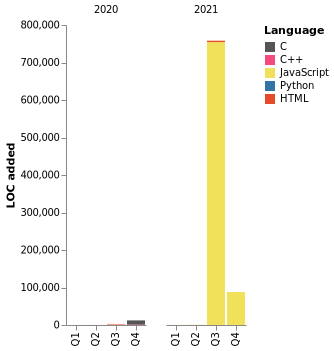 2020
2021
Language
C
C++
JavaScript
Python
HTML
LOC added
800,000
700,000
600,000
500,000
400,000
300,000
200,000
100,000
0
Q1
Q2
Q3
Q4
Q1
Q2
Q3
Q4